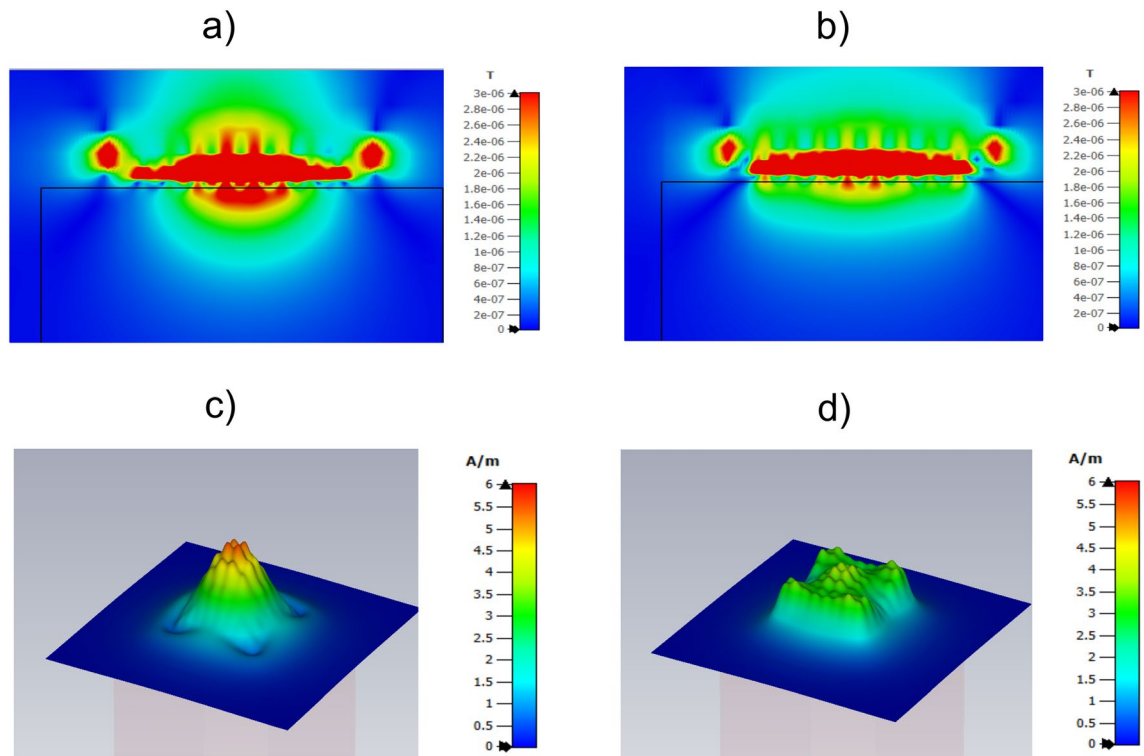 a)
b)
T
3e-06
2.8e-06
2.6e-06
2.4e-06
2.2e-06
2e-06
1.8e-06
1.6e-06
1.4e-06
1.2e-06
1e-06
8e-07
6e-07
4e-07
2e-07
0
T
3e-06
2.8e-06
2.6e-06
2.4e-06
2.2e-06
2e-06
1.8e-06
1.6e-06
1.4e-06
1.2e-06
1e-06
8e-07
6e-07
4e-07
2e-07
0
c)
d)
A/m
6
5.5
5
4.5
4
3.5
3
2.5
2
1.5
1
0.5
0
A/m
6
5.5
5
4.5
4
3.5
3
2.5
2
1.5
1
0.5
0